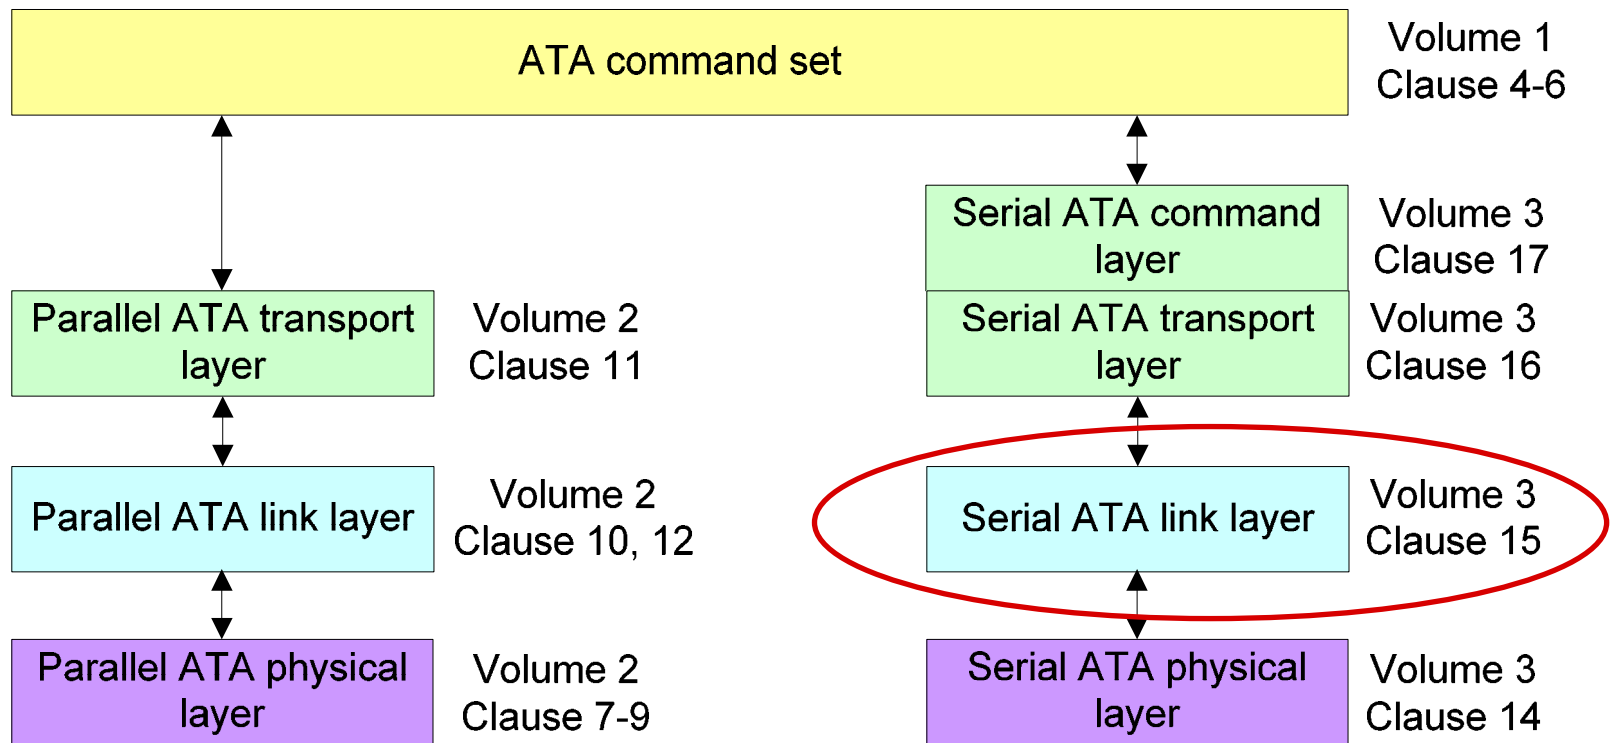 ATA command set
Volume 1
Clause 4-6
Serial ATA command
layer
Volume 3
Clause 17
Parallel ATA transport
layer
Volume 2
Clause 11
Serial ATA transport
layer
Volume 3
Clause 16
Parallel ATA link layer
Volume 2
Clause 10, 12
Serial ATA link layer
Volume 3
Clause 15
Parallel ATA physical
layer
Volume 2
Clause 7-9
Serial ATA physical
layer
Volume 3
Clause 14